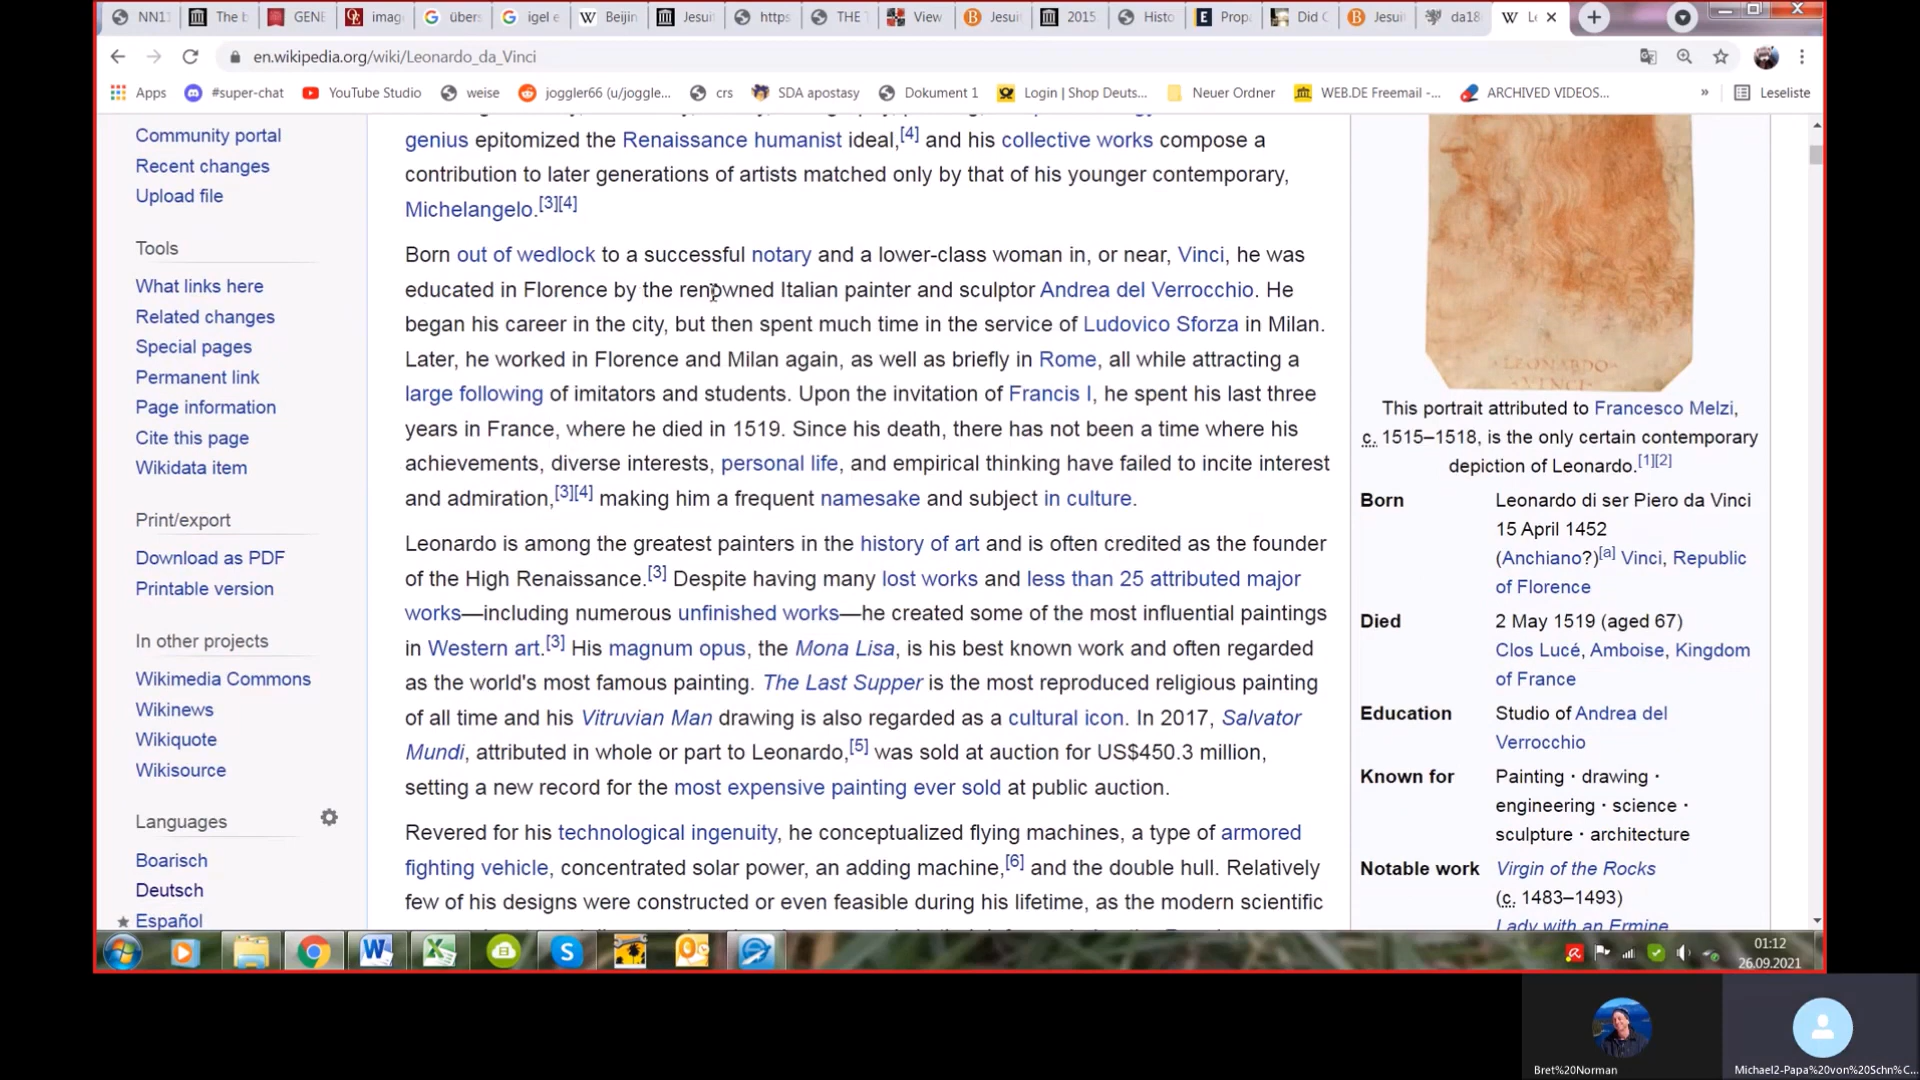 NN1
The b
GENE
imag
übers
igel e
Beijin
Jesui
https
THE
View
Jesui
2015
Histo
Prop
Did C
Jesui
da18
en.wikipedia.org/wiki/Leonardo_da_Vinci
Apps
#super-chat
YouTube Studio
weise
joggler66 (u/joggle...
crs
SDA apostasy
Dokument 1
Login | Shop Deuts...
Neuer Ordner
WEB.DE Freemail -...
ARCHIVED VIDEOS...
»
Leseliste
Community portal
Recent changes
Upload file
Tools
What links here
Related changes
Special pages
Permanent link
Page information
Cite this page
Wikidata item
Print/export
Download as PDF
Printable version
In other projects
Wikimedia Commons
Wikinews
Wikiquote
Wikisource
Languages
Boarisch
Deutsch
Español
genius epitomized the Renaissance humanist ideal,[4] and his collective works compose a
contribution to later generations of artists matched only by that of his younger contemporary,
Michelangelo.[3][4]
Born out of wedlock to a successful notary and a lower-class woman in, or near, Vinci, he was
educated in Florence by the renowned Italian painter and sculptor Andrea del Verrocchio. He
began his career in the city, but then spent much time in the service of Ludovico Sforza in Milan.
Later, he worked in Florence and Milan again, as well as briefly in Rome, all while attracting a
large following of imitators and students. Upon the invitation of Francis I, he spent his last three
years in France, where he died in 1519. Since his death, there has not been a time where his
achievements, diverse interests, personal life, and empirical thinking have failed to incite interest
and admiration,[3][4] making him a frequent namesake and subject in culture.
Leonardo is among the greatest painters in the history of art and is often credited as the founder
of the High Renaissance.[3] Despite having many lost works and less than 25 attributed major
works—including numerous unfinished works—he created some of the most influential paintings
in Western art.[3] His magnum opus, the Mona Lisa, is his best known work and often regarded
as the world's most famous painting. The Last Supper is the most reproduced religious painting
of all time and his Vitruvian Man drawing is also regarded as a cultural icon. In 2017, Salvator
Mundi, attributed in whole or part to Leonardo,[5] was sold at auction for US$450.3 million,
setting a new record for the most expensive painting ever sold at public auction.
Revered for his technological ingenuity, he conceptualized flying machines, a type of armored
fighting vehicle, concentrated solar power, an adding machine,[6] and the double hull. Relatively
few of his designs were constructed or even feasible during his lifetime, as the modern scientific
LEONARDO
VINCI
This portrait attributed to Francesco Melzi,
c. 1515–1518, is the only certain contemporary
depiction of Leonardo.[1][2]
Born Leonardo di ser Piero da Vinci
15 April 1452
(Anchiano?)[a] Vinci, Republic
of Florence
Died 2 May 1519 (aged 67)
Clos Lucé, Amboise, Kingdom
of France
Education Studio of Andrea del
Verrocchio
Known for Painting · drawing ·
engineering · science ·
sculpture · architecture
Notable work Virgin of the Rocks
(c. 1483–1493)
Lady with an Ermine
01:12
26.09.2021
Bret%20Norman
Michael2-Papa%20von%20Schn%C...